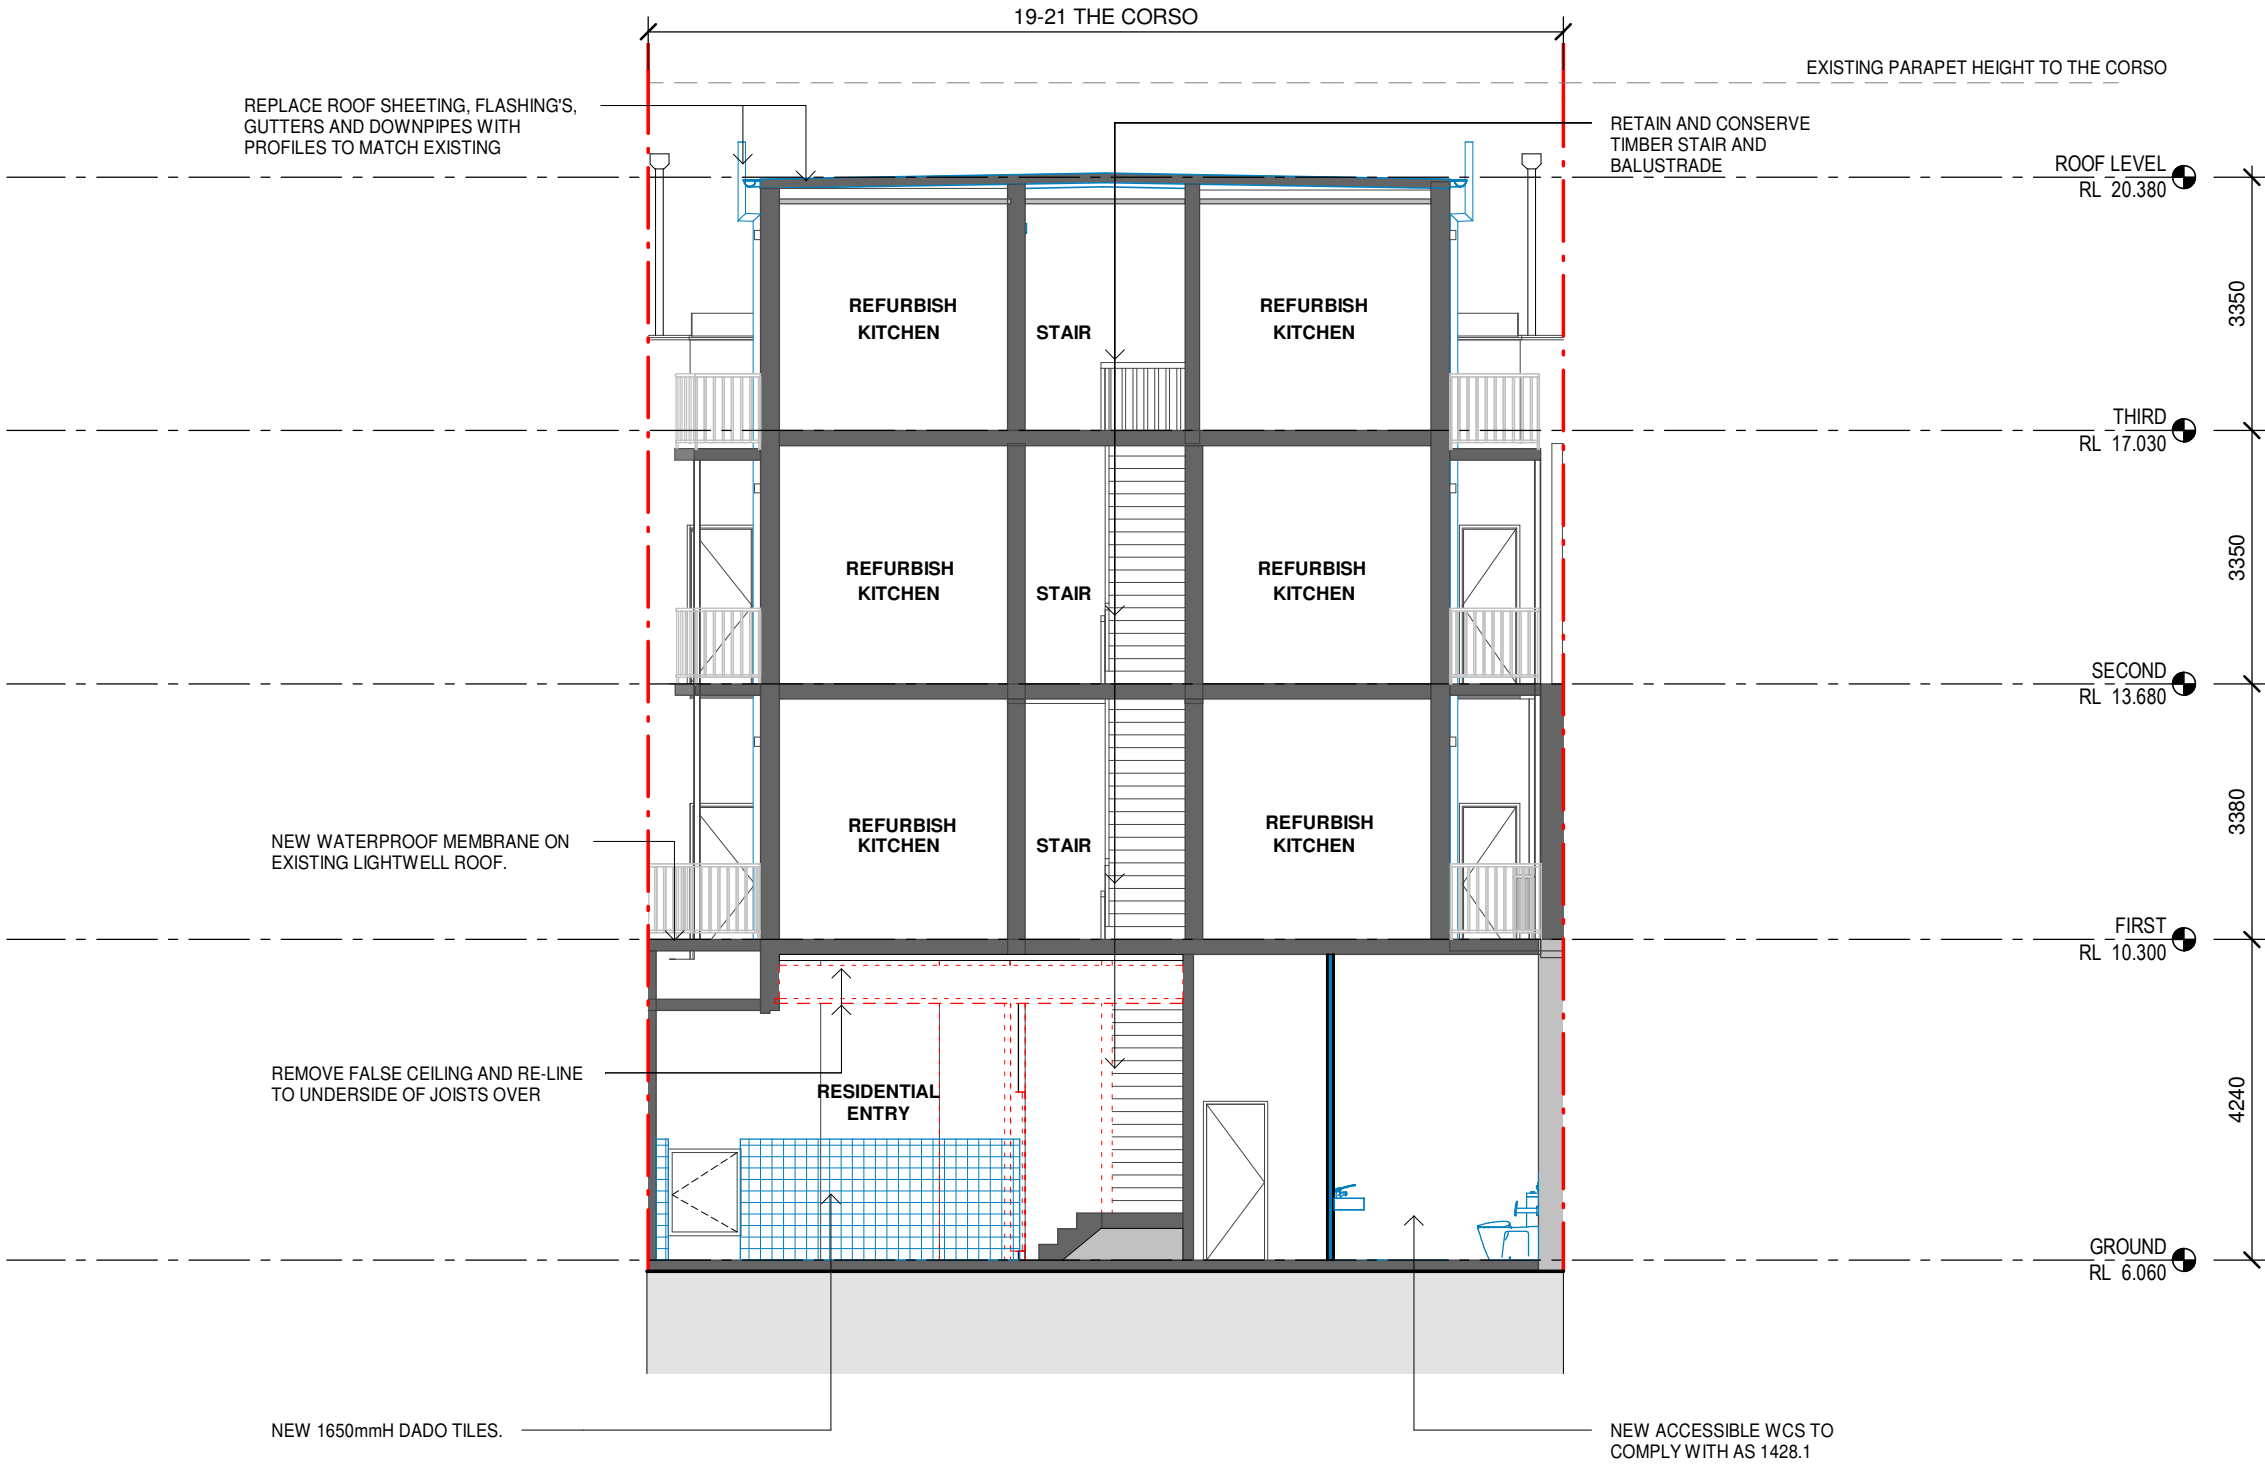 19-21 THE CORSO
EXISTING PARAPET HEIGHT TO THE CORSO
REPLACE ROOF SHEETING, FLASHING'S,
GUTTERS AND DOWNPIPES WITH
PROFILES TO MATCH EXISTING
RETAIN AND CONSERVE
TIMBER STAIR AND
BALUSTRADE
ROOF LEVEL
RL 20.380
3350
REFURBISH
KITCHEN
STAIR
REFURBISH
KITCHEN
THIRD
RL 17.030
3350
REFURBISH
KITCHEN
STAIR
REFURBISH
KITCHEN
SECOND
RL 13.680
3380
REFURBISH
KITCHEN
STAIR
REFURBISH
KITCHEN
NEW WATERPROOF MEMBRANE ON
EXISTING LIGHTWELL ROOF.
FIRST
RL 10.300
4240
REMOVE FALSE CEILING AND RE-LINE
TO UNDERSIDE OF JOISTS OVER
RESIDENTIAL
ENTRY
GROUND
RL 6.060
NEW 1650mmH DADO TILES.
NEW ACCESSIBLE WCS TO
COMPLY WITH AS 1428.1